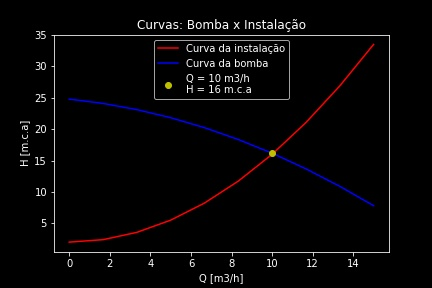 Curvas: Bomba x Instalação
Curva da instalação
Curva da bomba
Q = 10 m3/h
H = 16 m.c.a
H [m.c.a]
35
30
25
20
15
10
5
0 2 4 6 8 10 12 14
Q [m3/h]